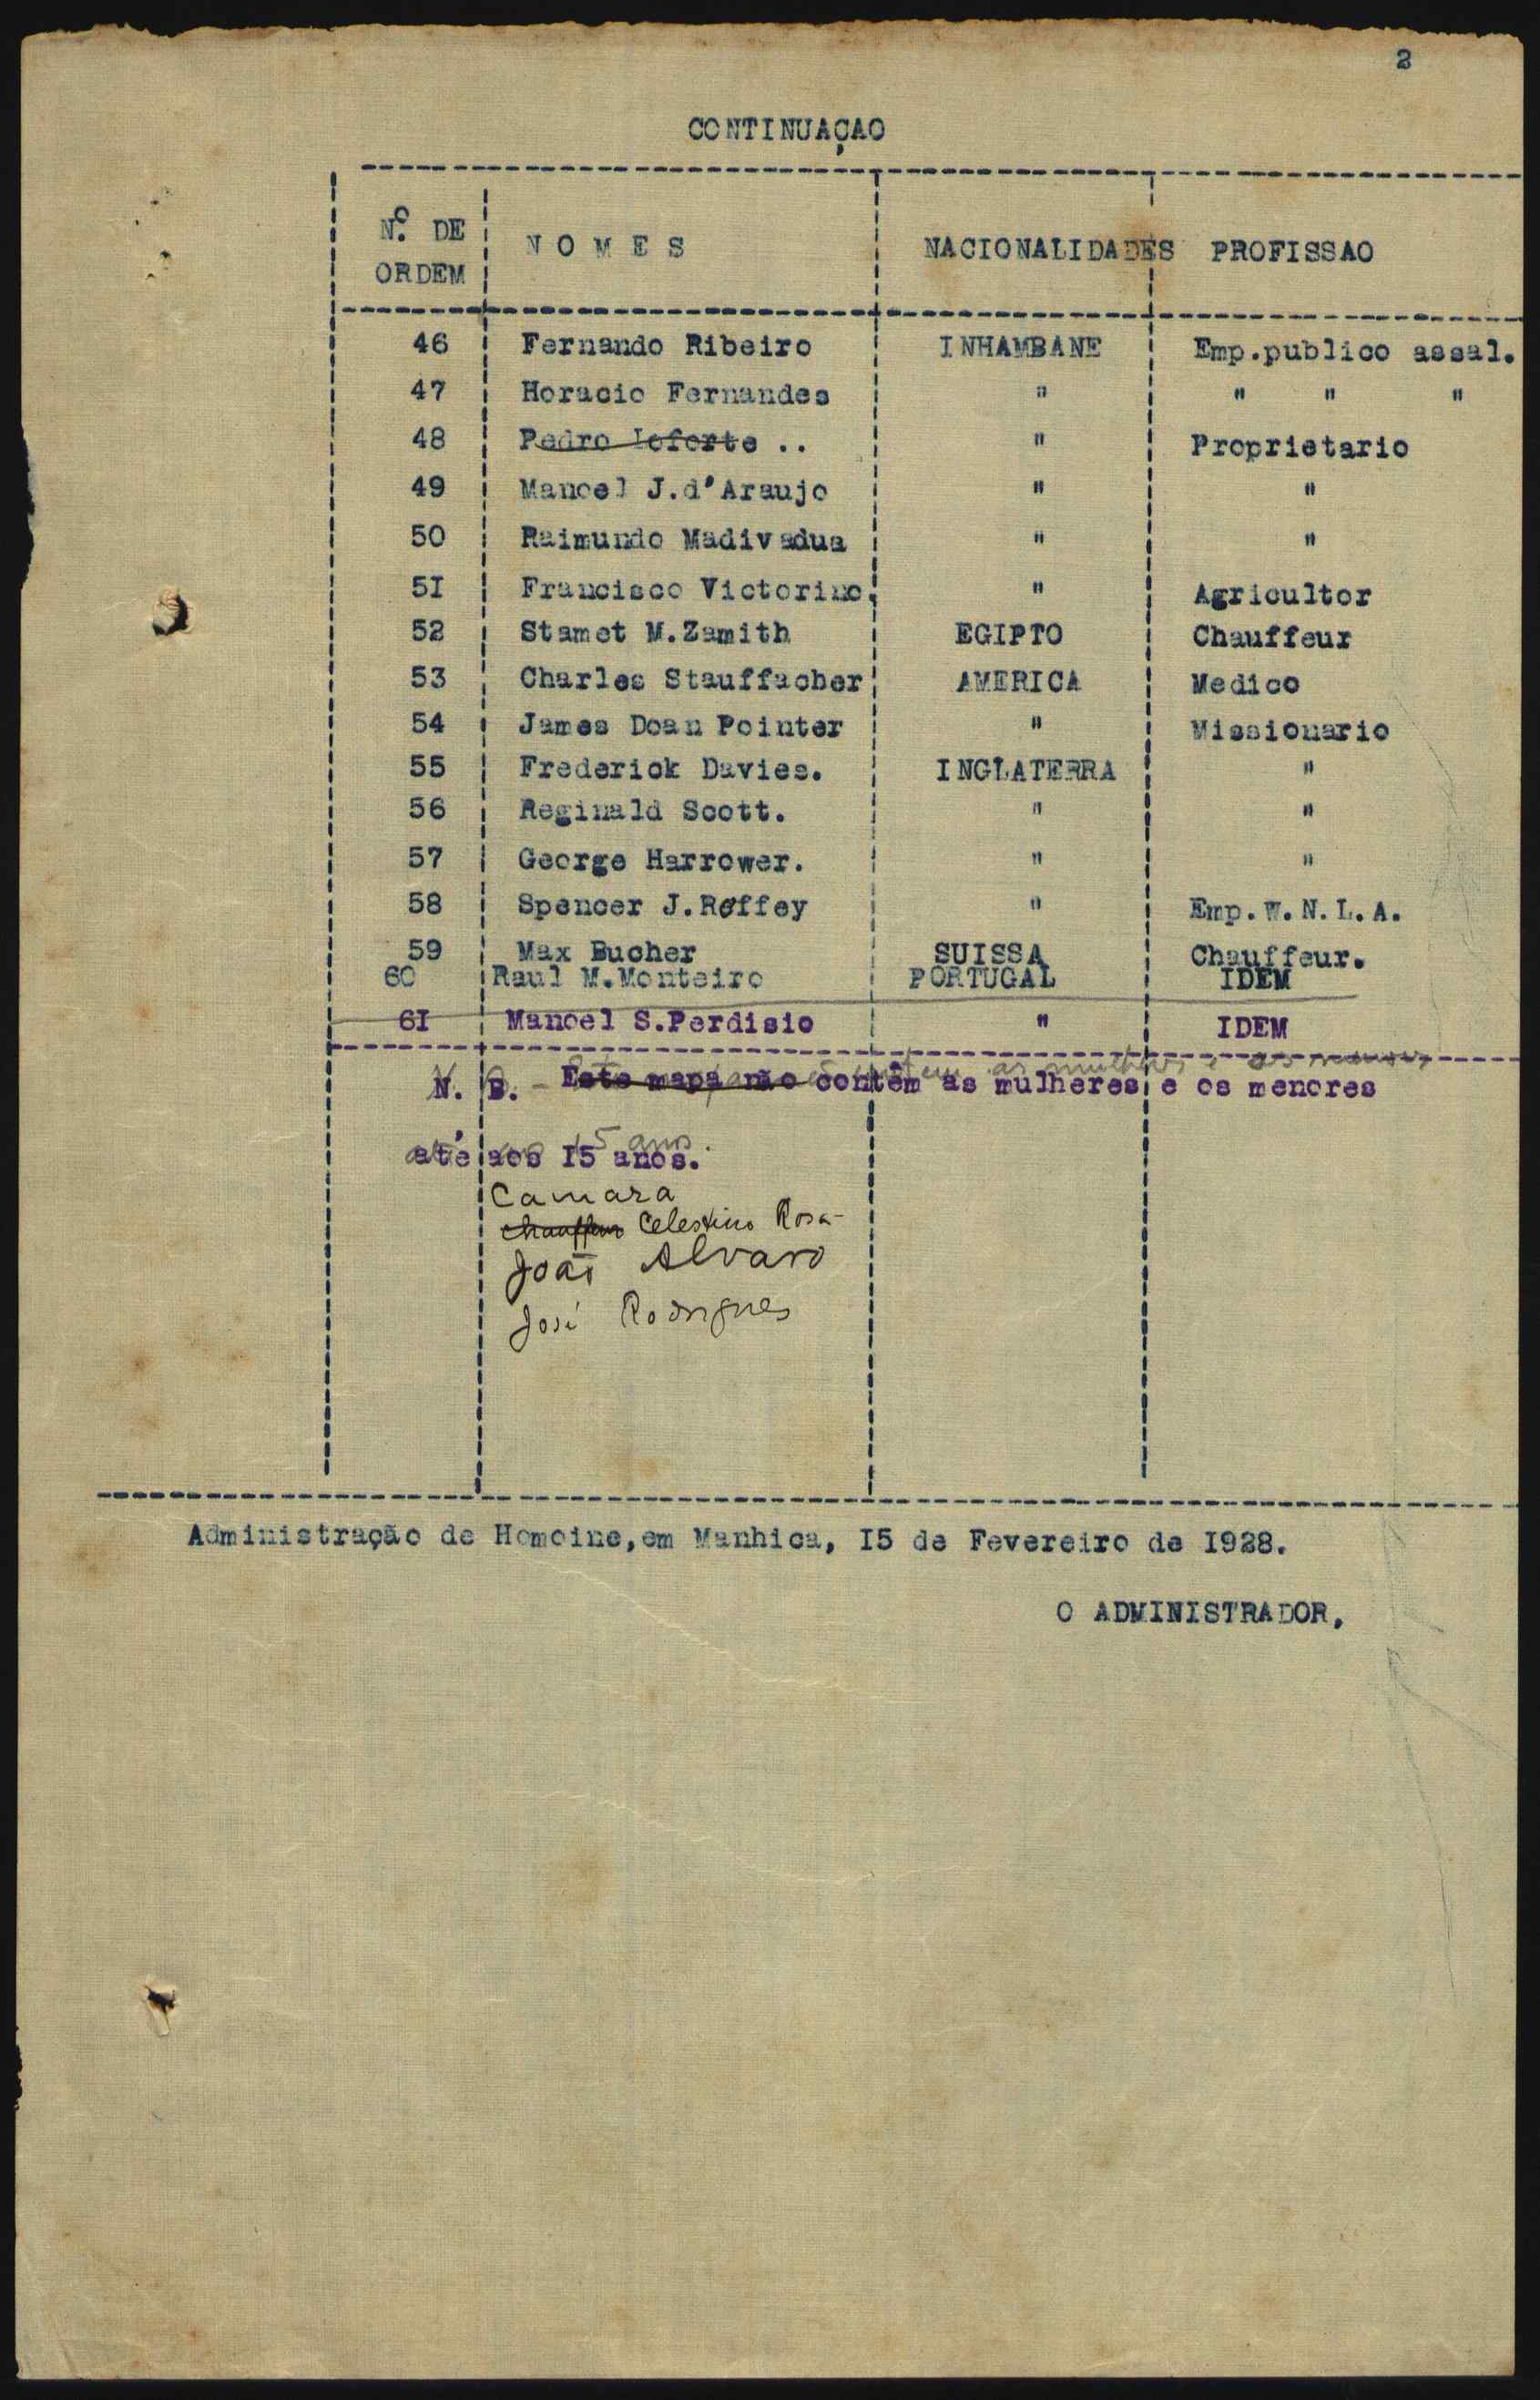 2
CONTINUAÇAO
Nº. DE ORDEM NOMES NACIONALIDADES PROFISSAO
46 Fernando Ribeiro INHAMBANE Emp.publico assal.
47 Horacio Fernandes " " " "
48 Pedro Loforte .. " Proprietario
49 Manoel J.d'Araujo " "
50 Raimundo Madivadua " "
5I Francisco Victorino. " Agricultor
52 Stamet M.Zamith EGIPTO Chauffeur
53 Charles Stauffacher AMERICA Medico
54 James Doan Pointer " Missionario
55 Frederick Davies. INGLATERRA "
56 Reginald Scott. " "
57 George Harrower. " "
58 Spencer J.Roffey " Emp.W.N.L.A.
59 Max Bucher SUISSA Chauffeur.
60 Raul M.Monteiro PORTUGAL IDEM
6I Manoel S.Perdisio " IDEM
N. B. Este mapa não contêm as mulheres e os menores
até aos I5 anos.
Camara
chauffeur Celestino Rosa-
João Alvaro
José Rodrigues
Administração de Homoine,em Manhica, I5 de Fevereiro de I928.
O ADMINISTRADOR,